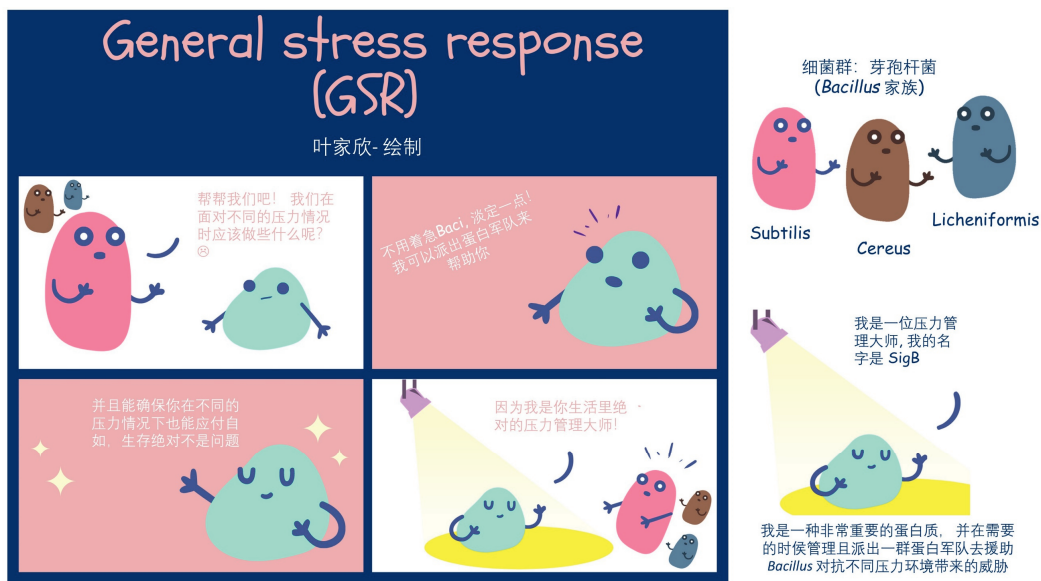 General stress response
(GSR)
叶家欣- 绘制
帮帮我们吧！ 我们在
面对不同的压力情况
时应该做些什么呢？
☹
不用着急Baci, 淡定一点！
我可以派出蛋白军队来
帮助你
并且能确保你在不同的
压力情况下也能应付自
如，生存绝对不是问题
因为我是你生活里绝 -
对的压力管理大师！
细菌群：芽孢杆菌
(Bacillus 家族)
Subtilis
Cereus
Licheniformis
我是一位压力管
理大师, 我的名
字是 SigB
我是一种非常重要的蛋白质， 并在需要
的时侯管理且派出一群蛋白军队去援助
Bacillus 对抗不同压力环境带来的威胁